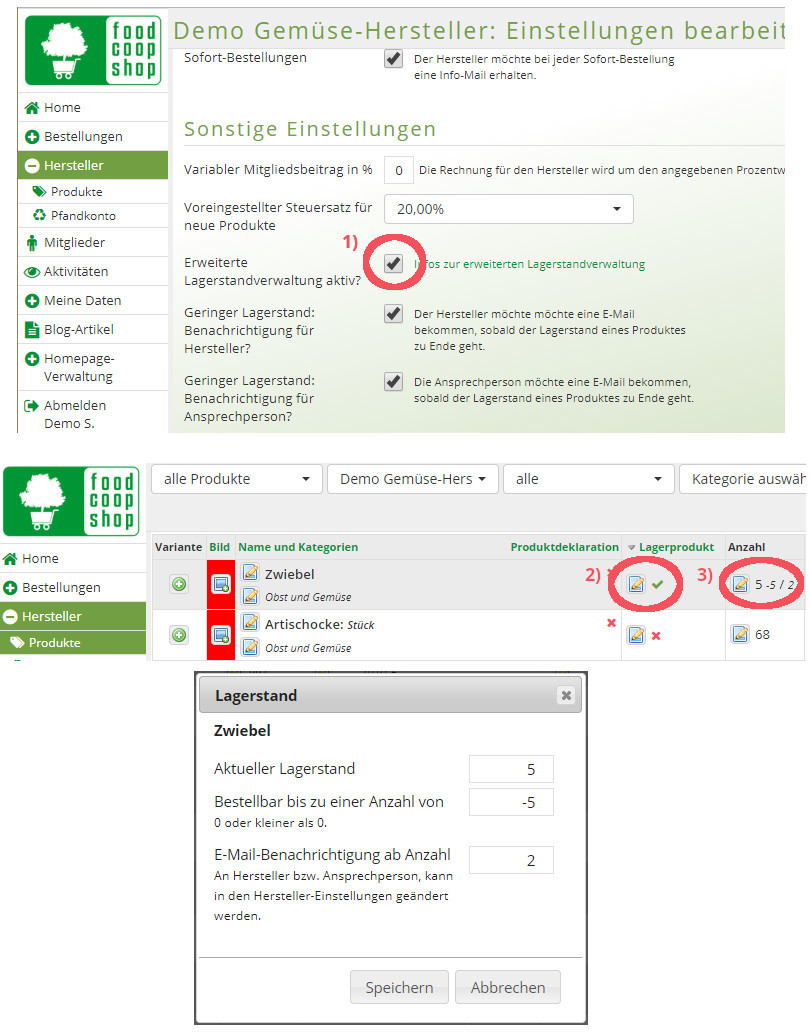 food
coop
shop
Demo Gemüse-Hersteller: Einstellungen bearbeit
Home
Bestellungen
Hersteller
Produkte
Pfandkonto
Mitglieder
Aktivitäten
Meine Daten
Blog-Artikel
Homepage-
Verwaltung
Abmelden
Demo S.
Sofort-Bestellungen
Der Hersteller möchte bei jeder Sofort-Bestellung
eine Info-Mail erhalten.
Sonstige Einstellungen
Variabler Mitgliedsbeitrag in %
0
Die Rechnung für den Hersteller wird um den angegebenen Prozentw
Voreingestellter Steuersatz für
neue Produkte
20,00%
1)
Erweiterte
Lagerstandverwaltung aktiv?
Infos zur erweiterten Lagerstandverwaltung
Geringer Lagerstand:
Benachrichtigung für
Hersteller?
Der Hersteller möchte möchte eine E-Mail
bekommen, sobald der Lagerstand eines Produktes
zu Ende geht.
Geringer Lagerstand:
Benachrichtigung für
Ansprechperson?
Die Ansprechperson möchte eine E-Mail bekommen,
sobald der Lagerstand eines Produktes zu Ende geht.
food
coop
shop
Home
Bestellungen
Hersteller
Produkte
alle Produkte
Demo Gemüse-Hers
alle
Kategorie auswäh
Variante Bild Name und Kategorien Produktdeklaration Lagerprodukt Anzahl
Zwiebel
2)
3)
5 -5 / 2
Obst und Gemüse
Artischocke: Stück
68
Obst und Gemüse
Lagerstand
Zwiebel
Aktueller Lagerstand
5
Bestellbar bis zu einer Anzahl von
-5
0 oder kleiner als 0.
E-Mail-Benachrichtigung ab Anzahl
2
An Hersteller bzw. Ansprechperson, kann
in den Hersteller-Einstellungen geändert
werden.
Speichern
Abbrechen